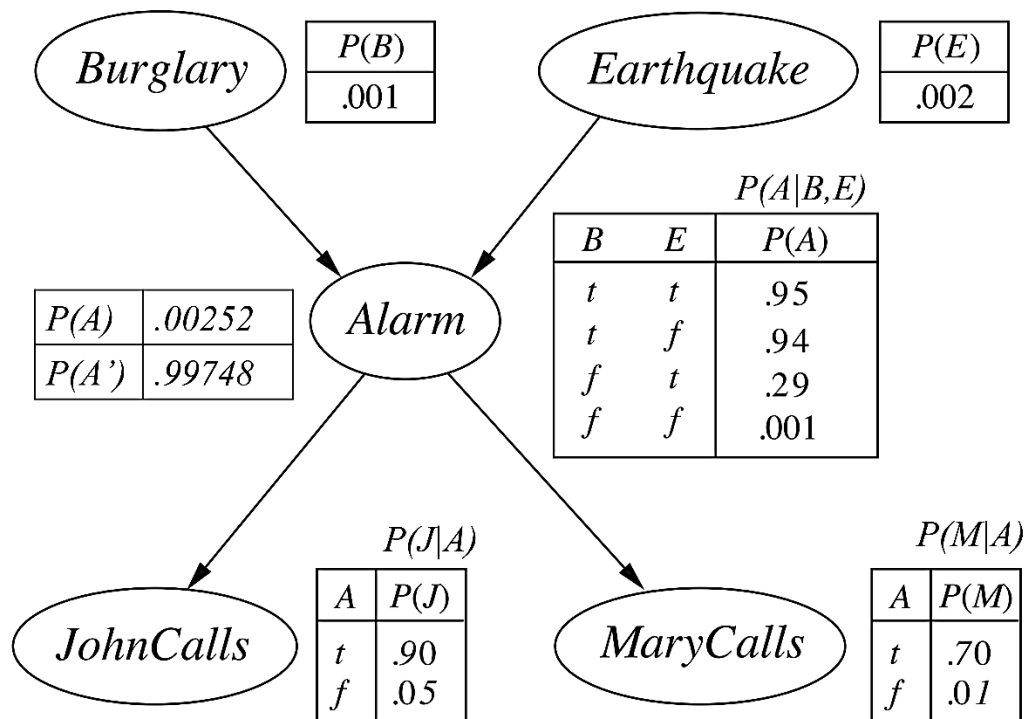 Burglary
P(B)
.001
Earthquake
P(E)
.002
P(A|B,E)
B E P(A)
t t .95
t f .94
f t .29
f f .001
P(A) .00252
P(A’) .99748
Alarm
P(J|A)
A P(J)
t .90
f .05
P(M|A)
A P(M)
t .70
f .01
JohnCalls
MaryCalls